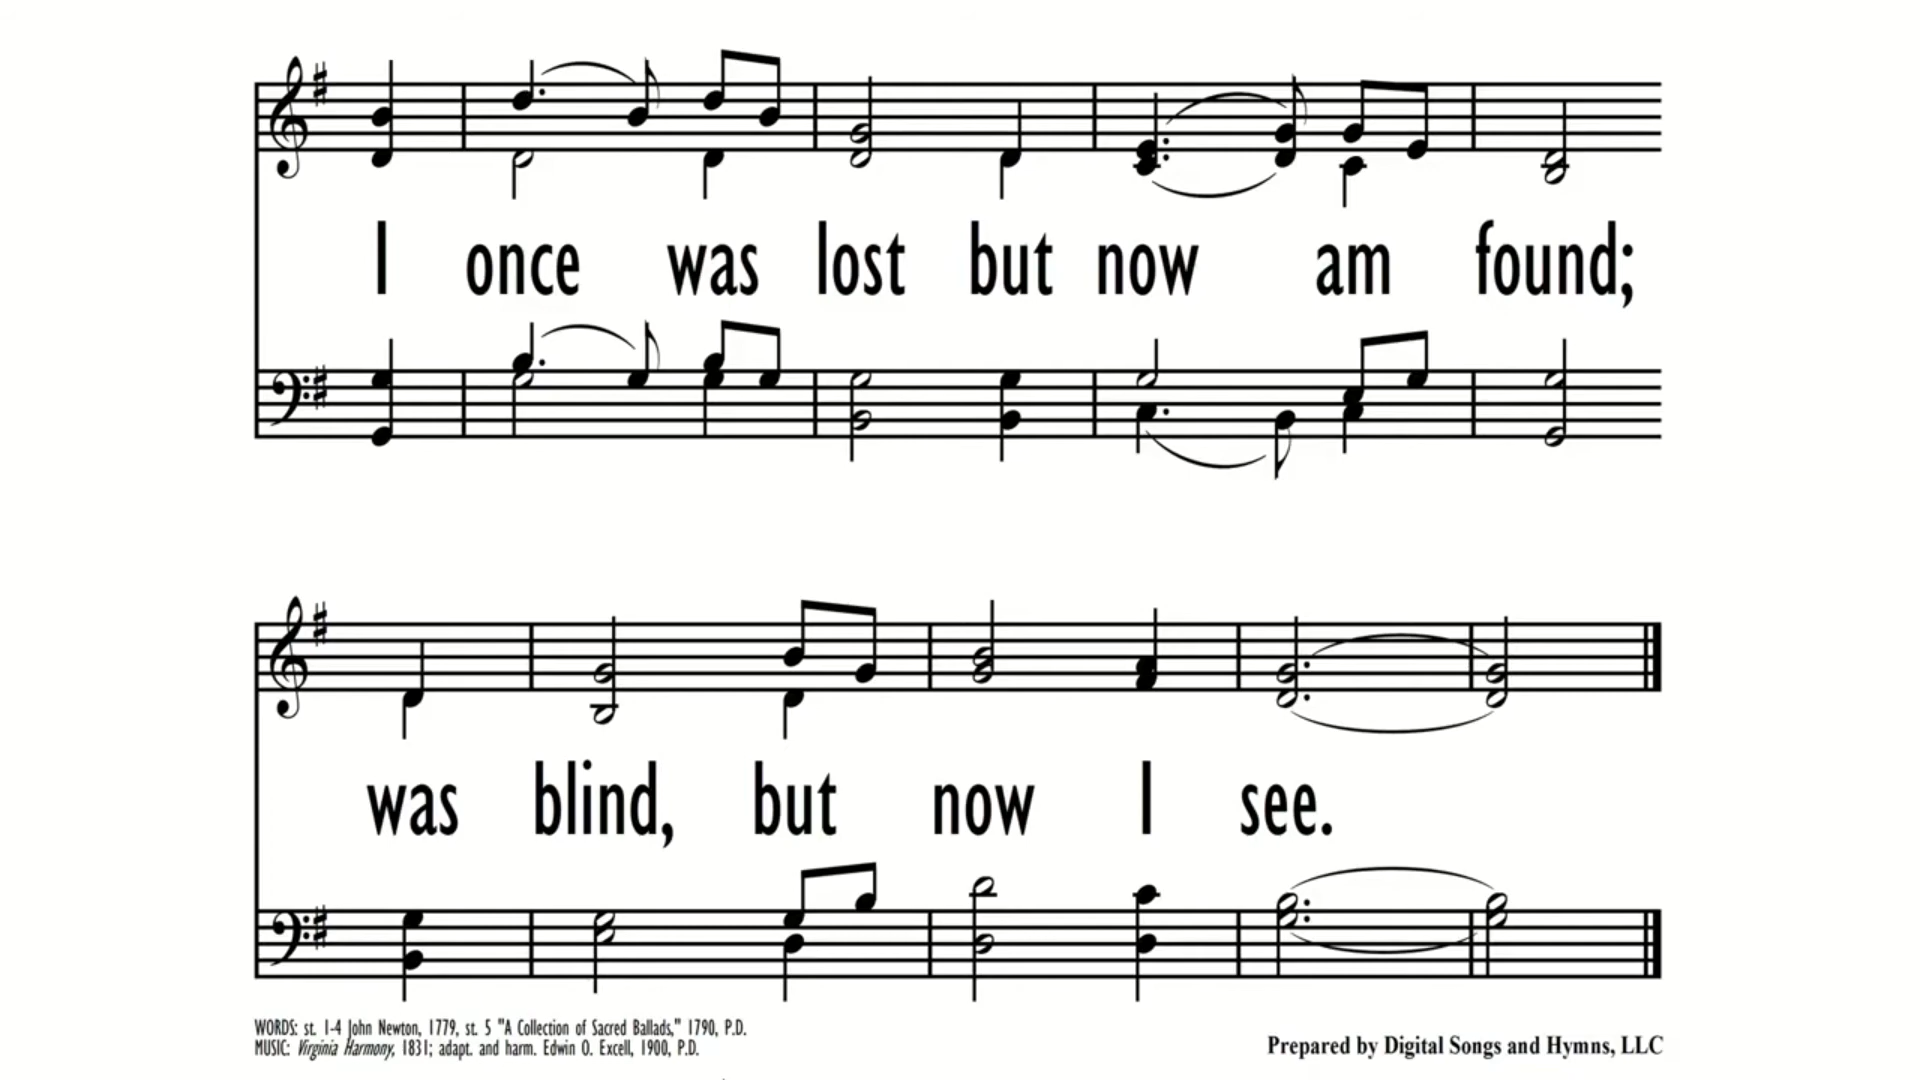 I once was lost but now am found;
was blind, but now I see.
WORDS: st. 1-4 John Newton, 1779, st. 5 "A Collection of Sacred Ballads," 1790, P.D.
MUSIC: Virginia Harmony, 1831; adapt. and harm. Edwin O. Excell, 1900, P.D.
Prepared by Digital Songs and Hymns, LLC